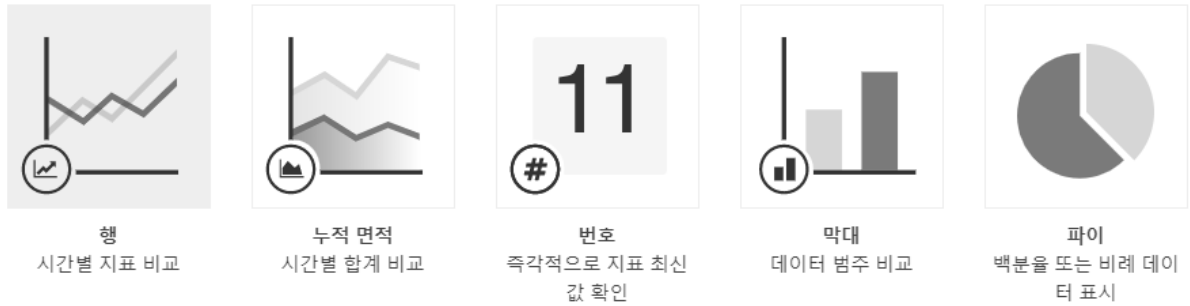 11
#
행
시간별 지표 비교
누적 면적
시간별 합계 비교
번호
즉각적으로 지표 최신
값 확인
막대
데이터 범주 비교
파이
백분율 또는 비례 데이
터 표시